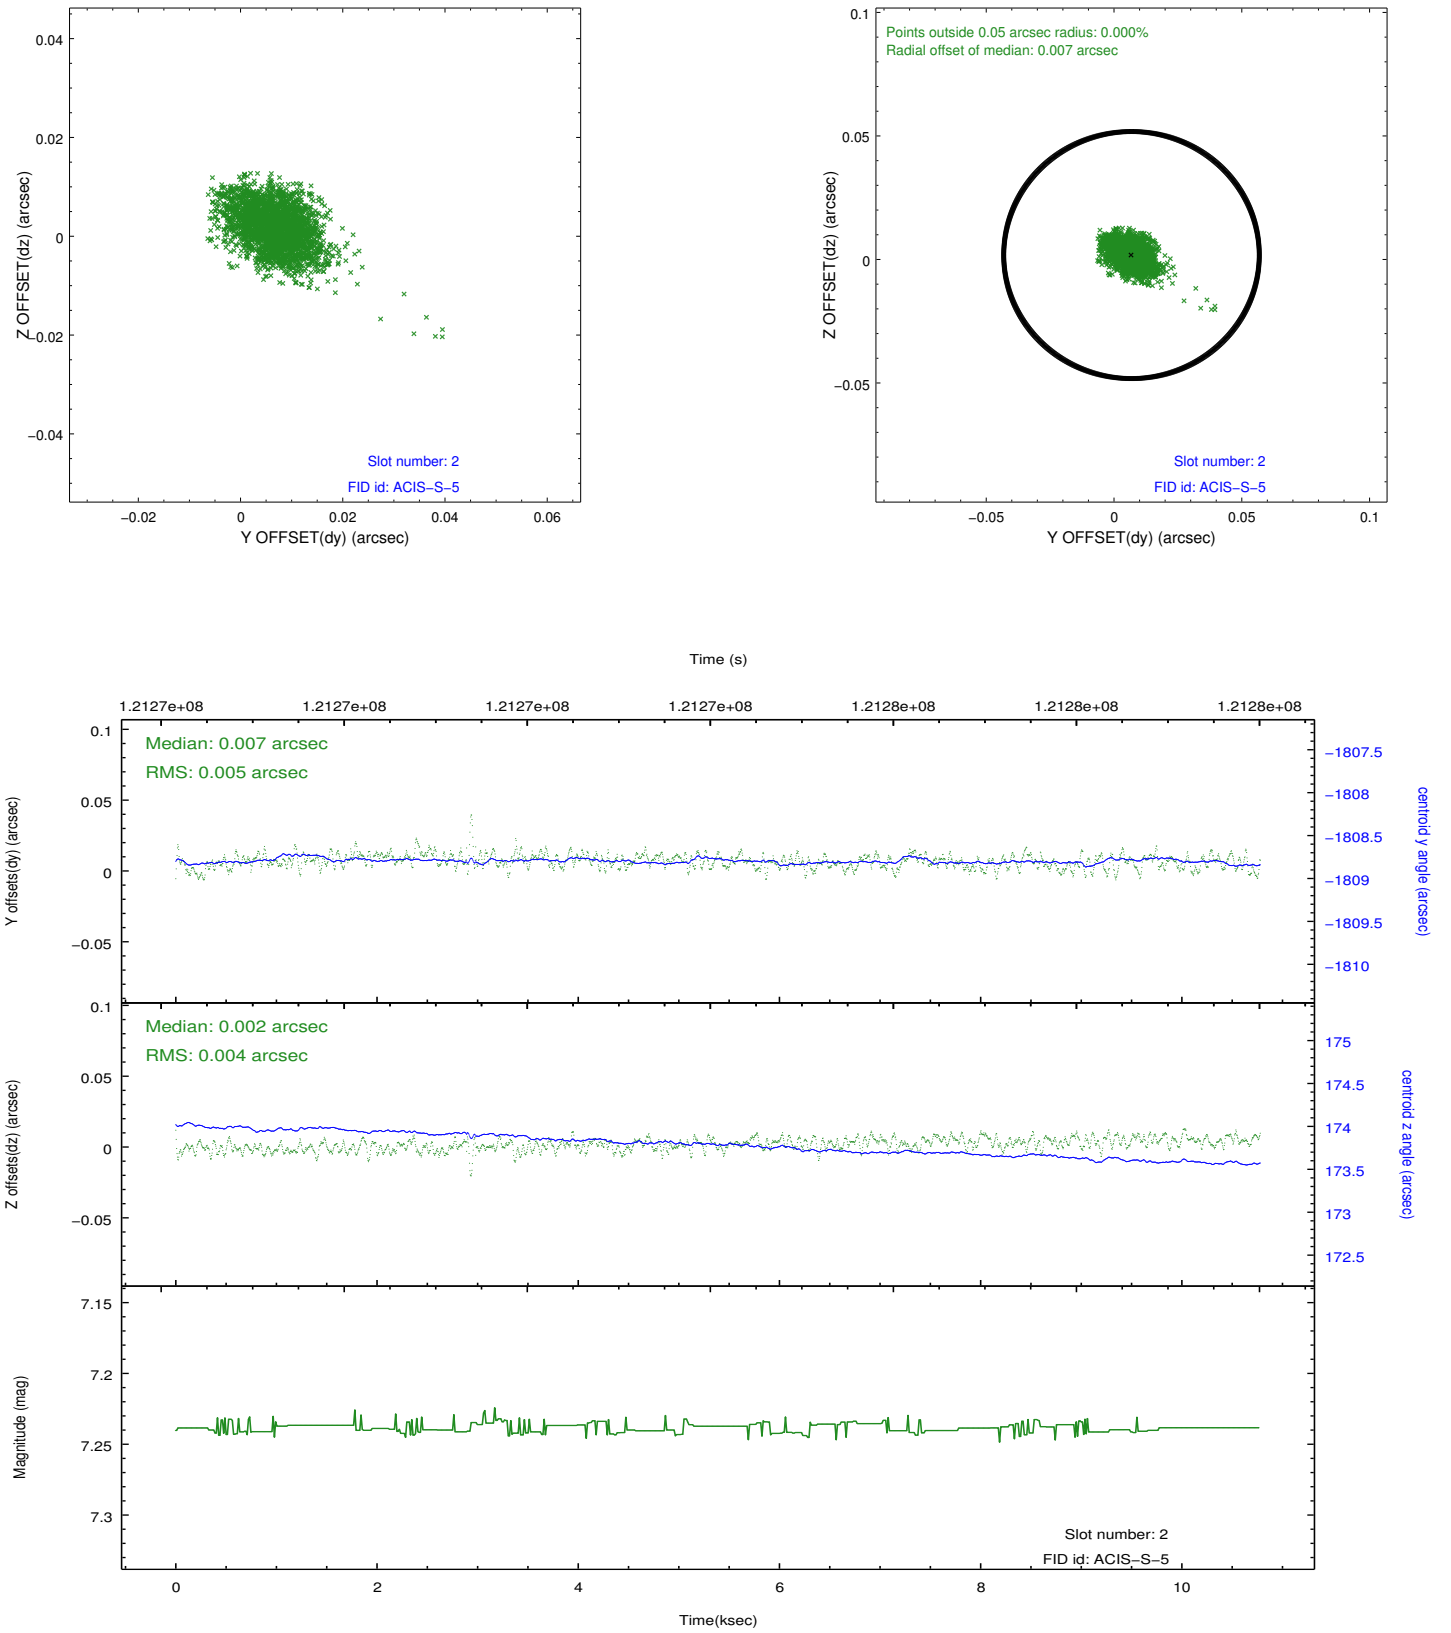 0.04
0.02
0
−0.02
−0.04
Z OFFSET(dz) (arcsec)
Slot number: 2
FID id: ACIS−S−5
−0.02
0
0.02
0.04
0.06
Y OFFSET(dy) (arcsec)
Points outside 0.05 arcsec radius: 0.000%
Radial offset of median: 0.007 arcsec
0.1
0.05
0
−0.05
Z OFFSET(dz) (arcsec)
Slot number: 2
FID id: ACIS−S−5
−0.05
0
0.05
0.1
Y OFFSET(dy) (arcsec)
Time (s)
1.2127e+08
1.2127e+08
1.2127e+08
1.2127e+08
1.2128e+08
1.2128e+08
1.2128e+08
Median: 0.007 arcsec
RMS: 0.005 arcsec
0.1
0.05
0
−0.05
Y offsets(dy) (arcsec)
−1807.5
−1808
−1808.5
−1809
−1809.5
−1810
centroid y angle (arcsec)
Median: 0.002 arcsec
RMS: 0.004 arcsec
0.1
0.05
0
−0.05
Z offsets(dz) (arcsec)
175
174.5
174
173.5
173
172.5
centroid z angle (arcsec)
7.15
7.2
7.25
7.3
Magnitude (mag)
Slot number: 2
FID id: ACIS−S−5
0
2
4
6
8
10
Time(ksec)